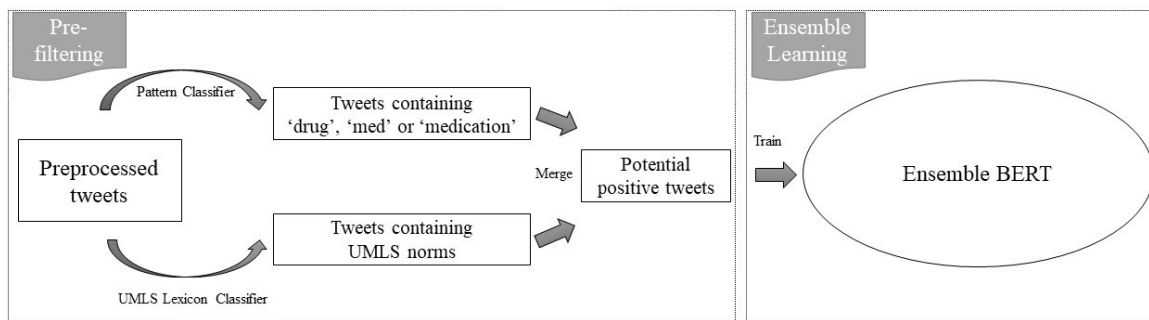 Pre-
filtering
Pattern Classifier
Tweets containing
‘drug’, ‘med’ or ‘medication’
Preprocessed
tweets
Merge
Potential
positive tweets
Tweets containing
UMLS norms
UMLS Lexicon Classifier
Ensemble
Learning
Train
Ensemble BERT